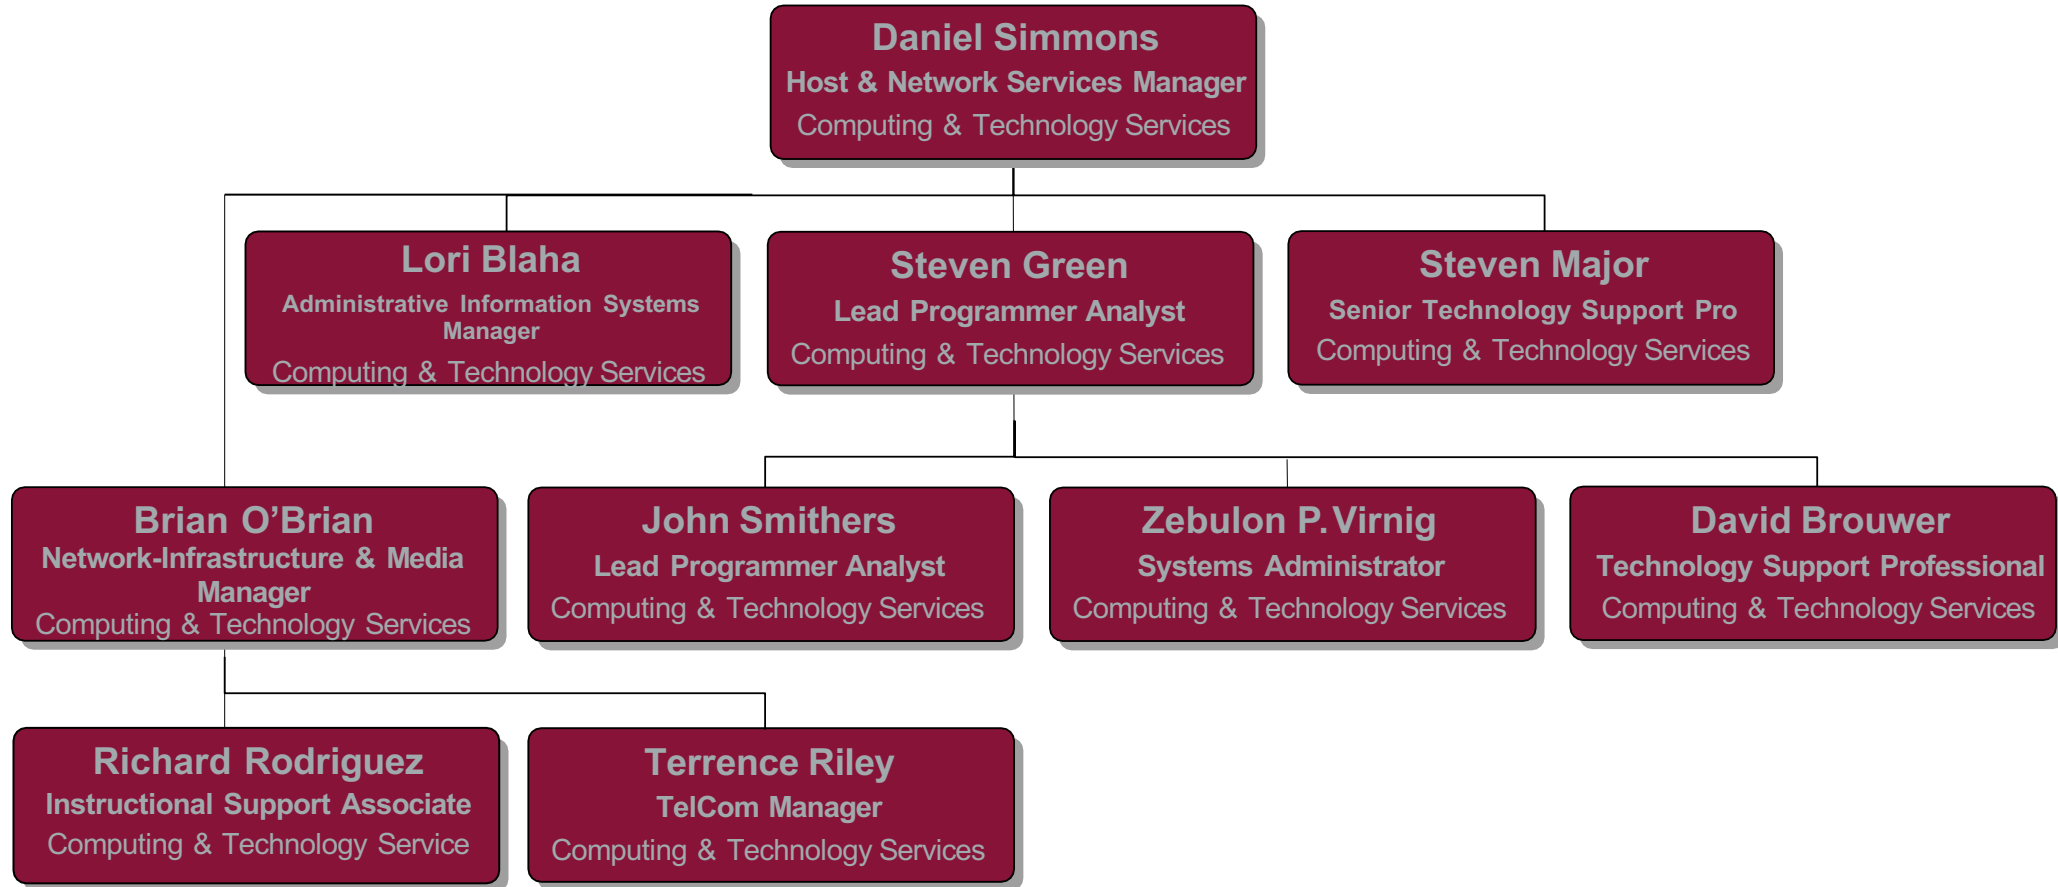 Daniel Simmons
Host & Network Services Manager
Computing & Technology Services
Lori Blaha
Administrative Information Systems
Manager
Computing & Technology Services
Steven Green
Lead Programmer Analyst
Computing & Technology Services
Steven Major
Senior Technology Support Pro
Computing & Technology Services
Brian O’Brian
Network-Infrastructure & Media
Manager
Computing & Technology Services
John Smithers
Lead Programmer Analyst
Computing & Technology Services
Zebulon P. Virnig
Systems Administrator
Computing & Technology Services
David Brouwer
Technology Support Professional
Computing & Technology Services
Richard Rodriguez
Instructional Support Associate
Computing & Technology Service
Terrence Riley
TelCom Manager
Computing & Technology Services